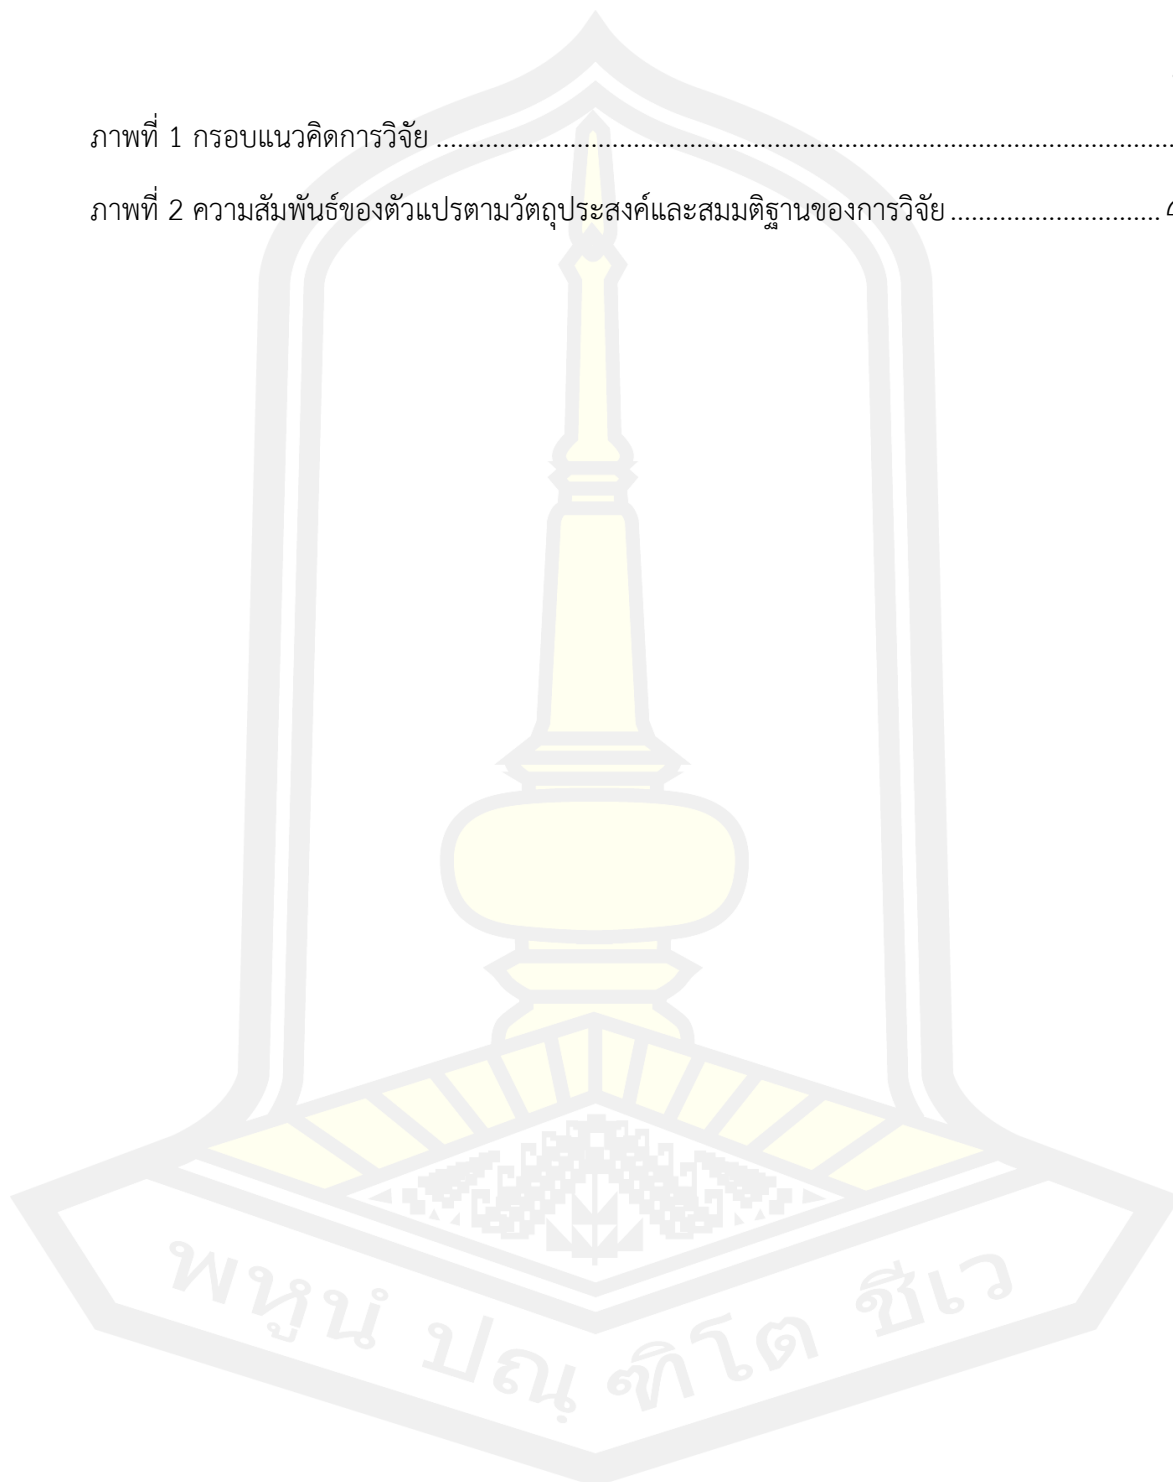 ภาพที่ 1 กรอบแนวคิดการวิจัย ........................................................................................................
ภาพที่ 2 ความสัมพันธ์ของตัวแปรตามวัตถุประสงค์และสมมติฐานของการวิจัย ..............................
พหูนํ ปณฺฑิโต ชีเว